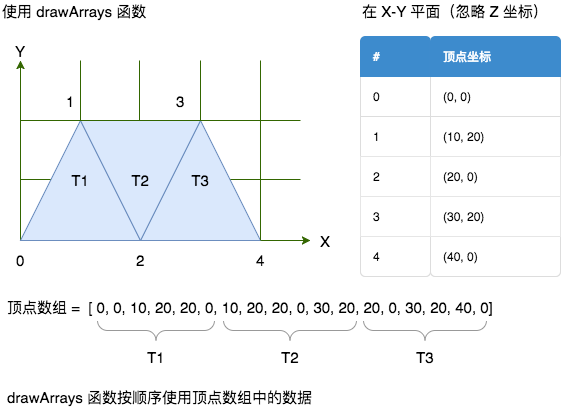 使用 drawArrays 函数
在 X-Y 平面（忽略 Z 坐标）
Y
1
3
T1
T2
T3
X
0
2
4
# 顶点坐标
0 (0, 0)
1 (10, 20)
2 (20, 0)
3 (30, 20)
4 (40, 0)
顶点数组 = [ 0, 0, 10, 20, 20, 0, 10, 20, 20, 0, 30, 20, 20, 0, 30, 20, 40, 0]
T1
T2
T3
drawArrays 函数按顺序使用顶点数组中的数据